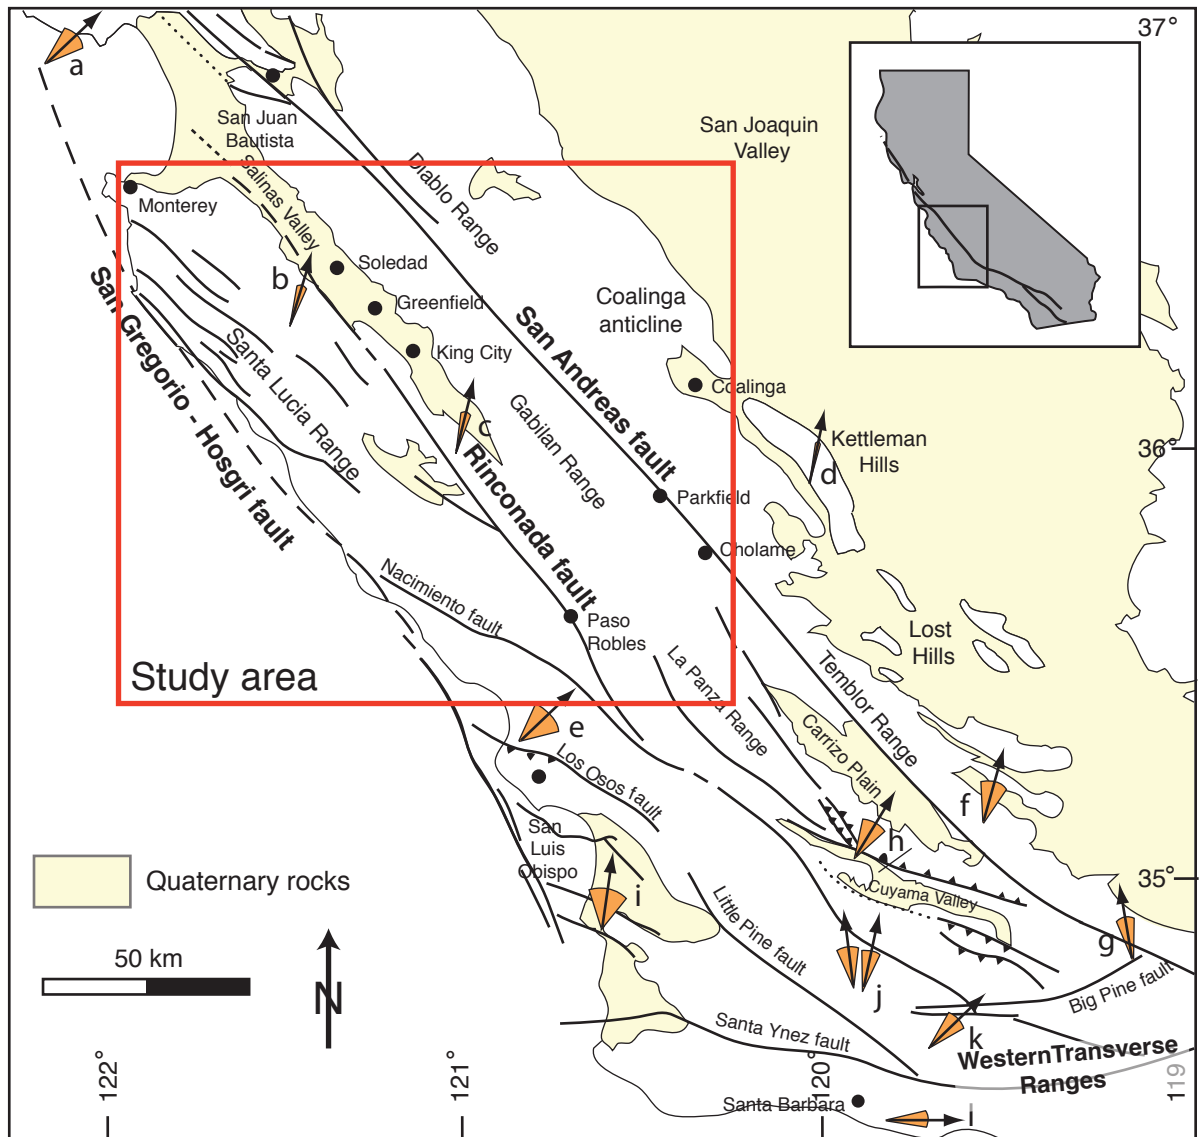 37°
a
San Juan
Bautista
San Joaquin
Valley
Diablo Range
Salinas Valley
Monterey
b
Soledad
Greenfield
King City
Coalinga
anticline
San Andreas fault
San Gregorio - Hosgri fault
Santa Lucia Range
Coalinga
c
Gabilan Range
Kettleman
Hills
d
36°
Rinconada fault
Parkfield
Cholame
Nacimiento fault
Paso
Robles
Lost
Hills
Study area
La Panza Range
Temblor Range
e
Carrizo Plain
Los Osos fault
f
h
San
Luis
Obispo
Quaternary rocks
i
Cuyama Valley
35°
Little Pine fault
g
50 km
N
j
Big Pine fault
Santa Ynez fault
k
Western Transverse
Ranges
122°
121°
120°
119
Santa Barbara